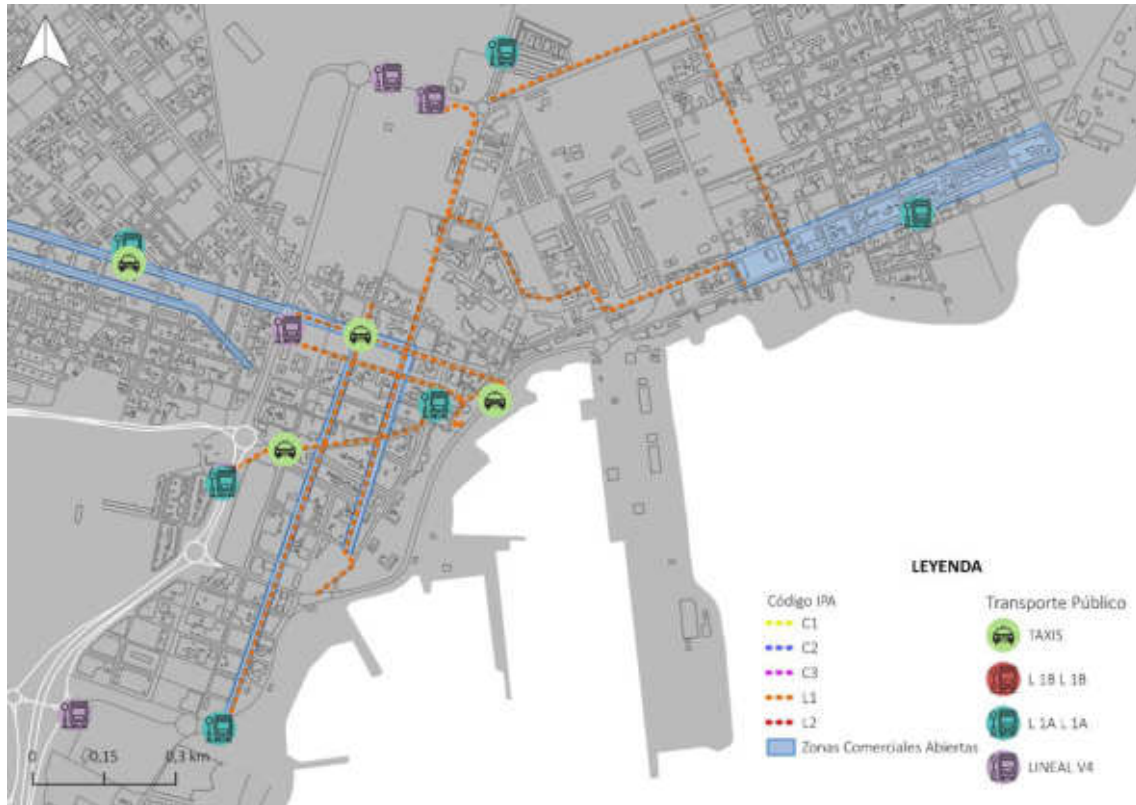 LEYENDA
Código IPA
C1
C2
C3
L1
L2
Zonas Comerciales Abiertas
Transporte Público
TAXIS
L 1B L 1B
L 1A L 1A
LINEAL V4
0 0,15 0,3 km